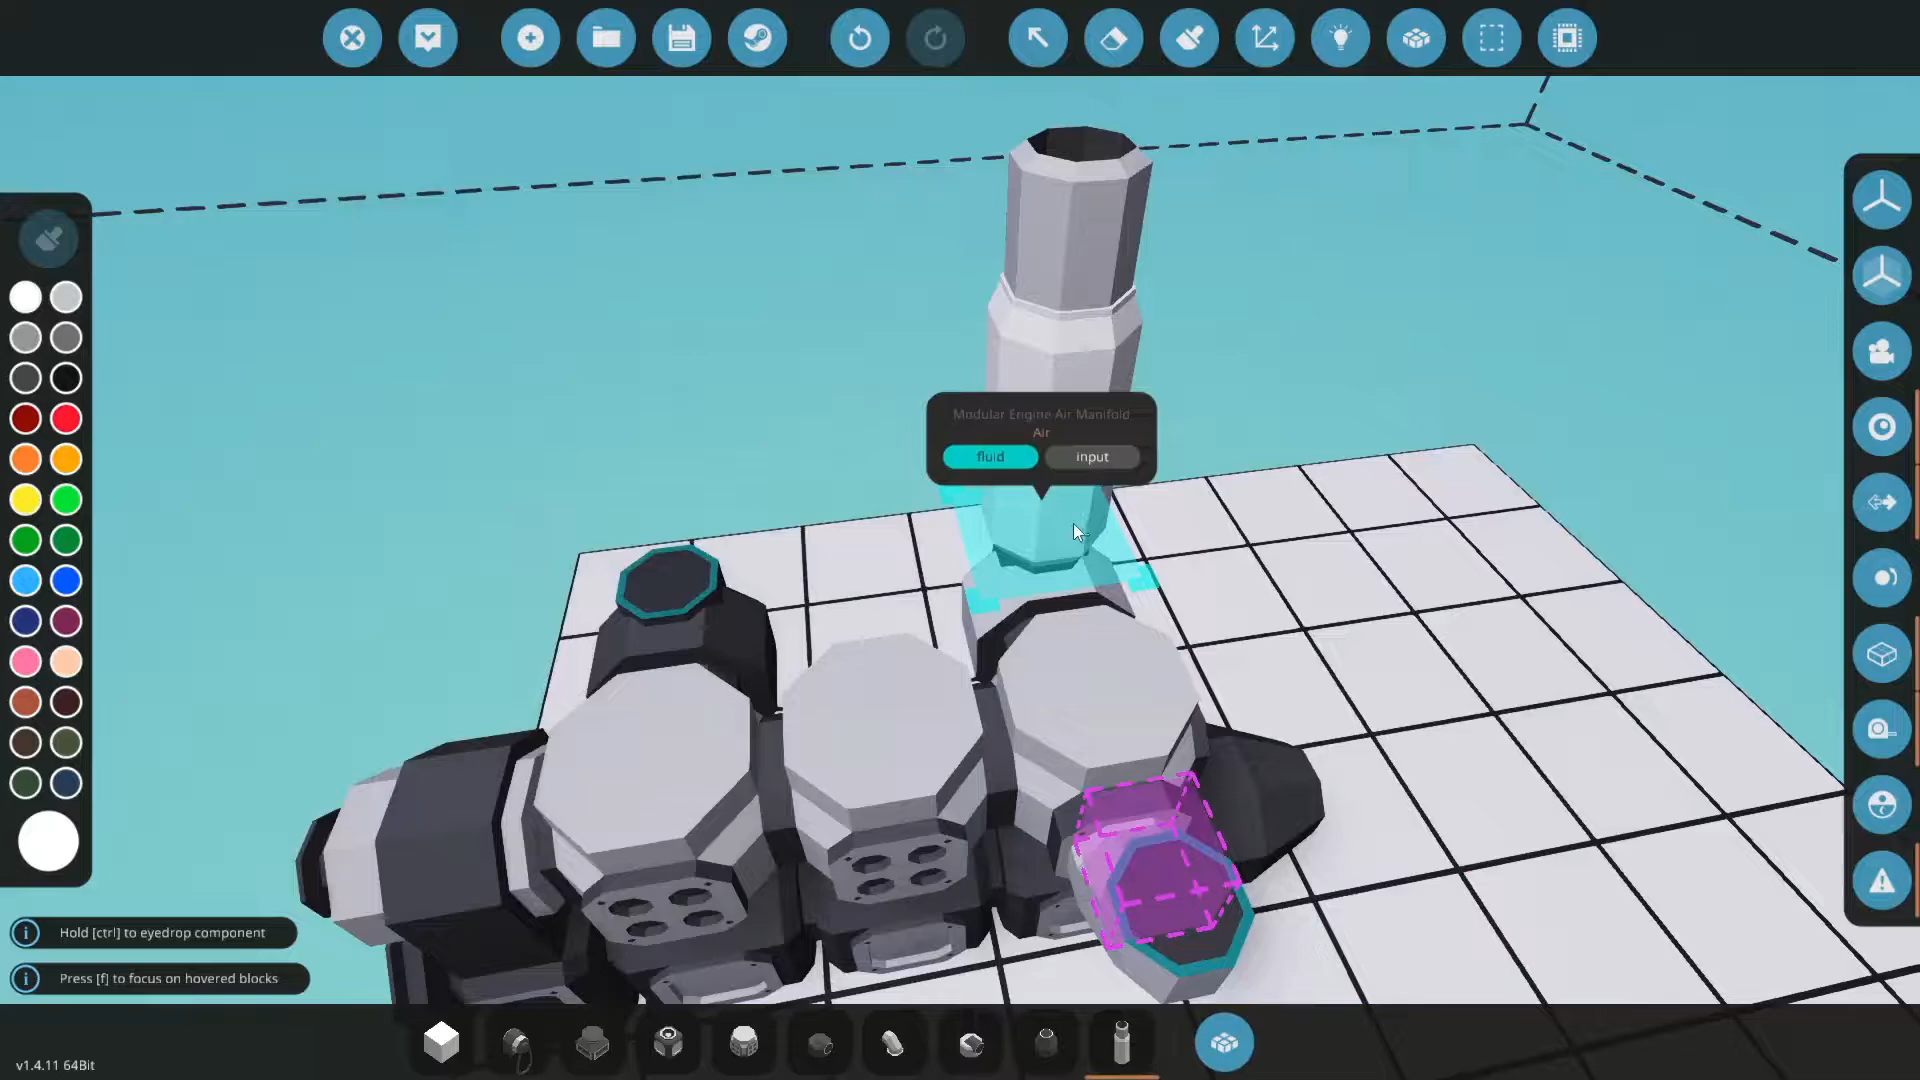 Modular Engine Air Manifold
Air
fluid
input
Hold [ctrl] to eyedrop component
Press [f] to focus on hovered blocks
v1.4.11 64Bit